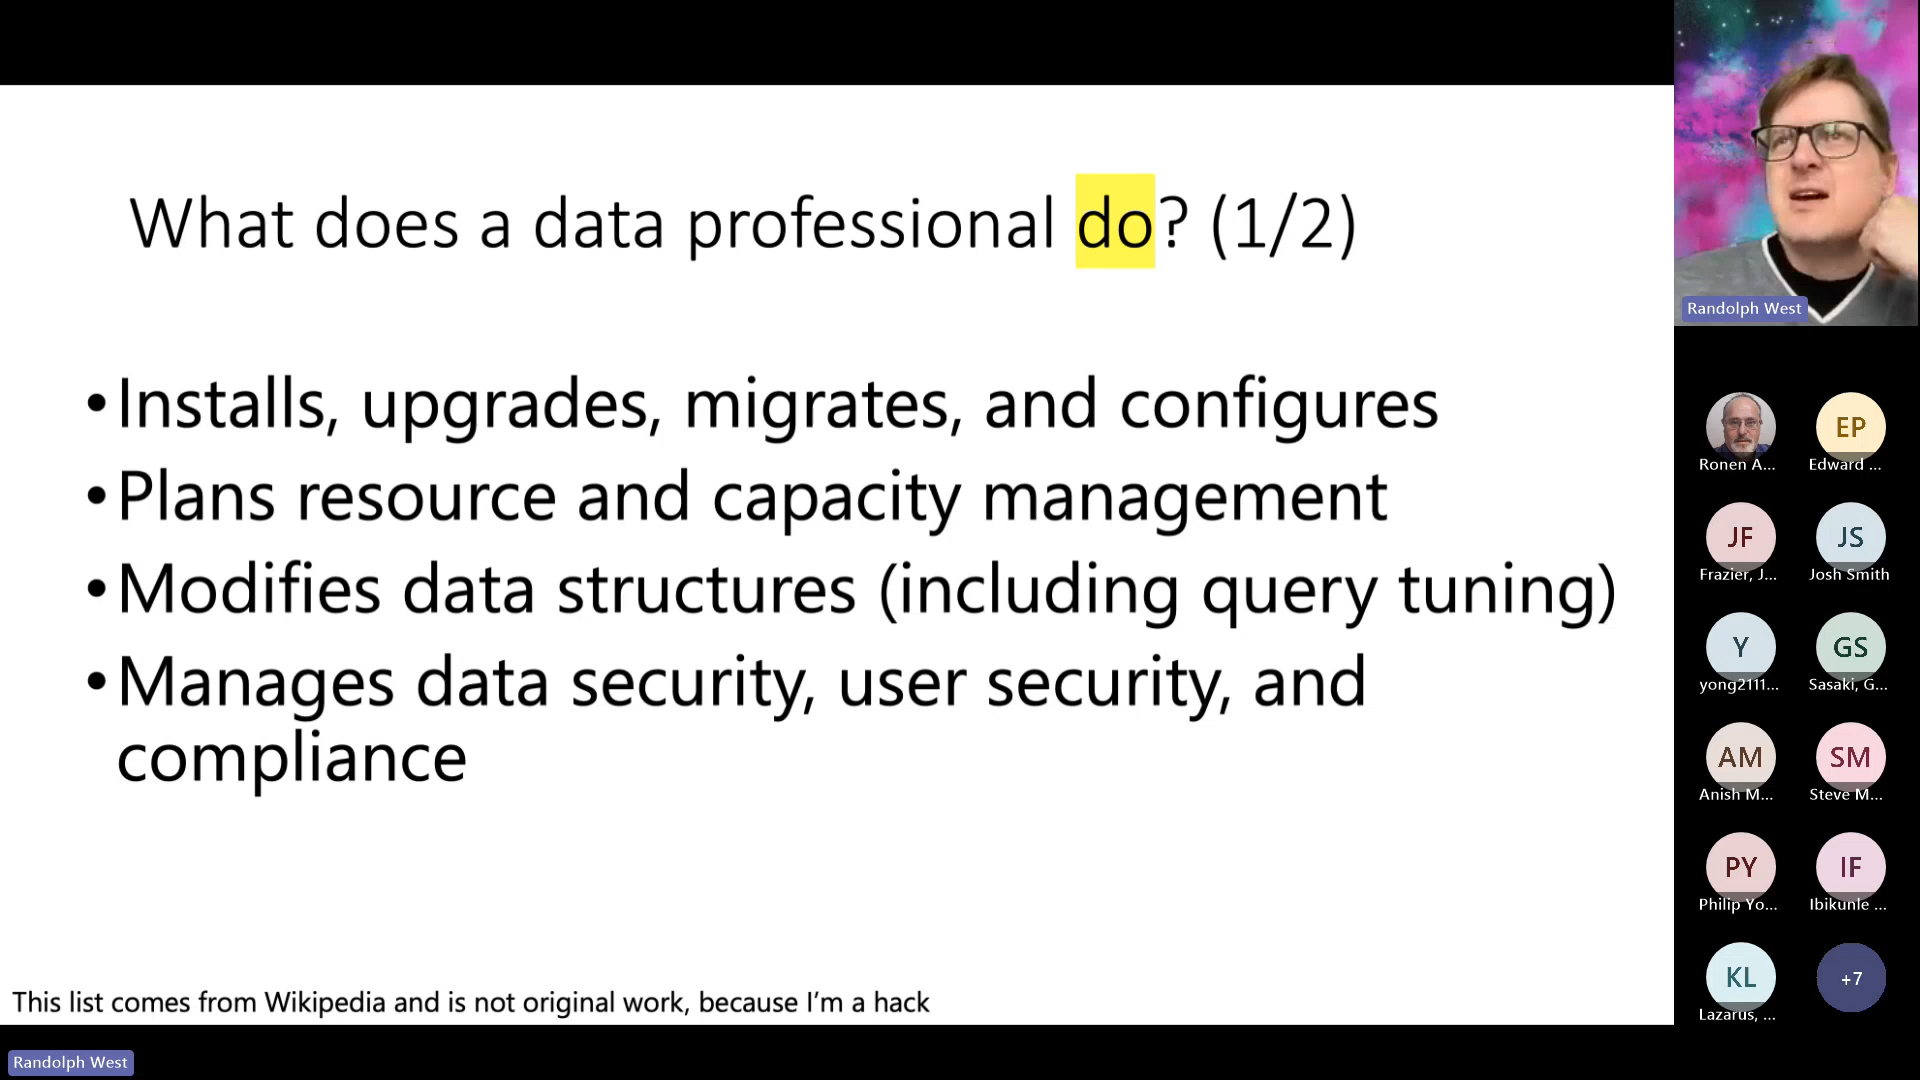 What does a data professional do? (1/2)
•Installs, upgrades, migrates, and configures
•Plans resource and capacity management
•Modifies data structures (including query tuning)
•Manages data security, user security, and
compliance
This list comes from Wikipedia and is not original work, because I'm a hack
Randolph West
Randolph West
Ronen A...
EP
Edward ...
JF
Frazier, J...
JS
Josh Smith
Y
yong2111...
GS
Sasaki, G...
AM
Anish M...
SM
Steve M...
PY
Philip Yo...
IF
Ibikunle ...
KL
Lazarus, ...
+7